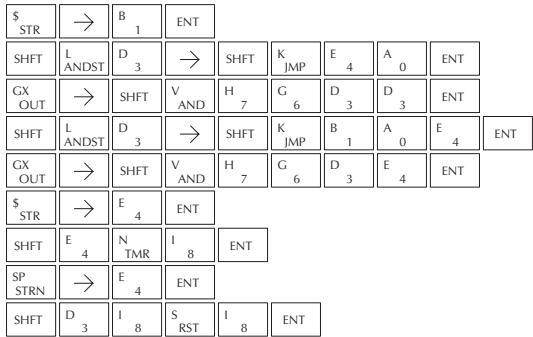 $ STR → B 1 ENT
SHFT L ANDST D 3 → SHFT K JMP E 4 A 0 ENT
GX OUT → SHFT V AND H 7 G 6 D 3 D 3 ENT
SHFT L ANDST D 3 → SHFT K JMP B 1 A 0 E 4 ENT
GX OUT → SHFT V AND H 7 G 6 D 3 E 4 ENT
$ STR → E 4 ENT
SHFT E 4 N TMR I 8 ENT
SP STRN → E 4 ENT
SHFT D 3 I 8 S RST I 8 ENT